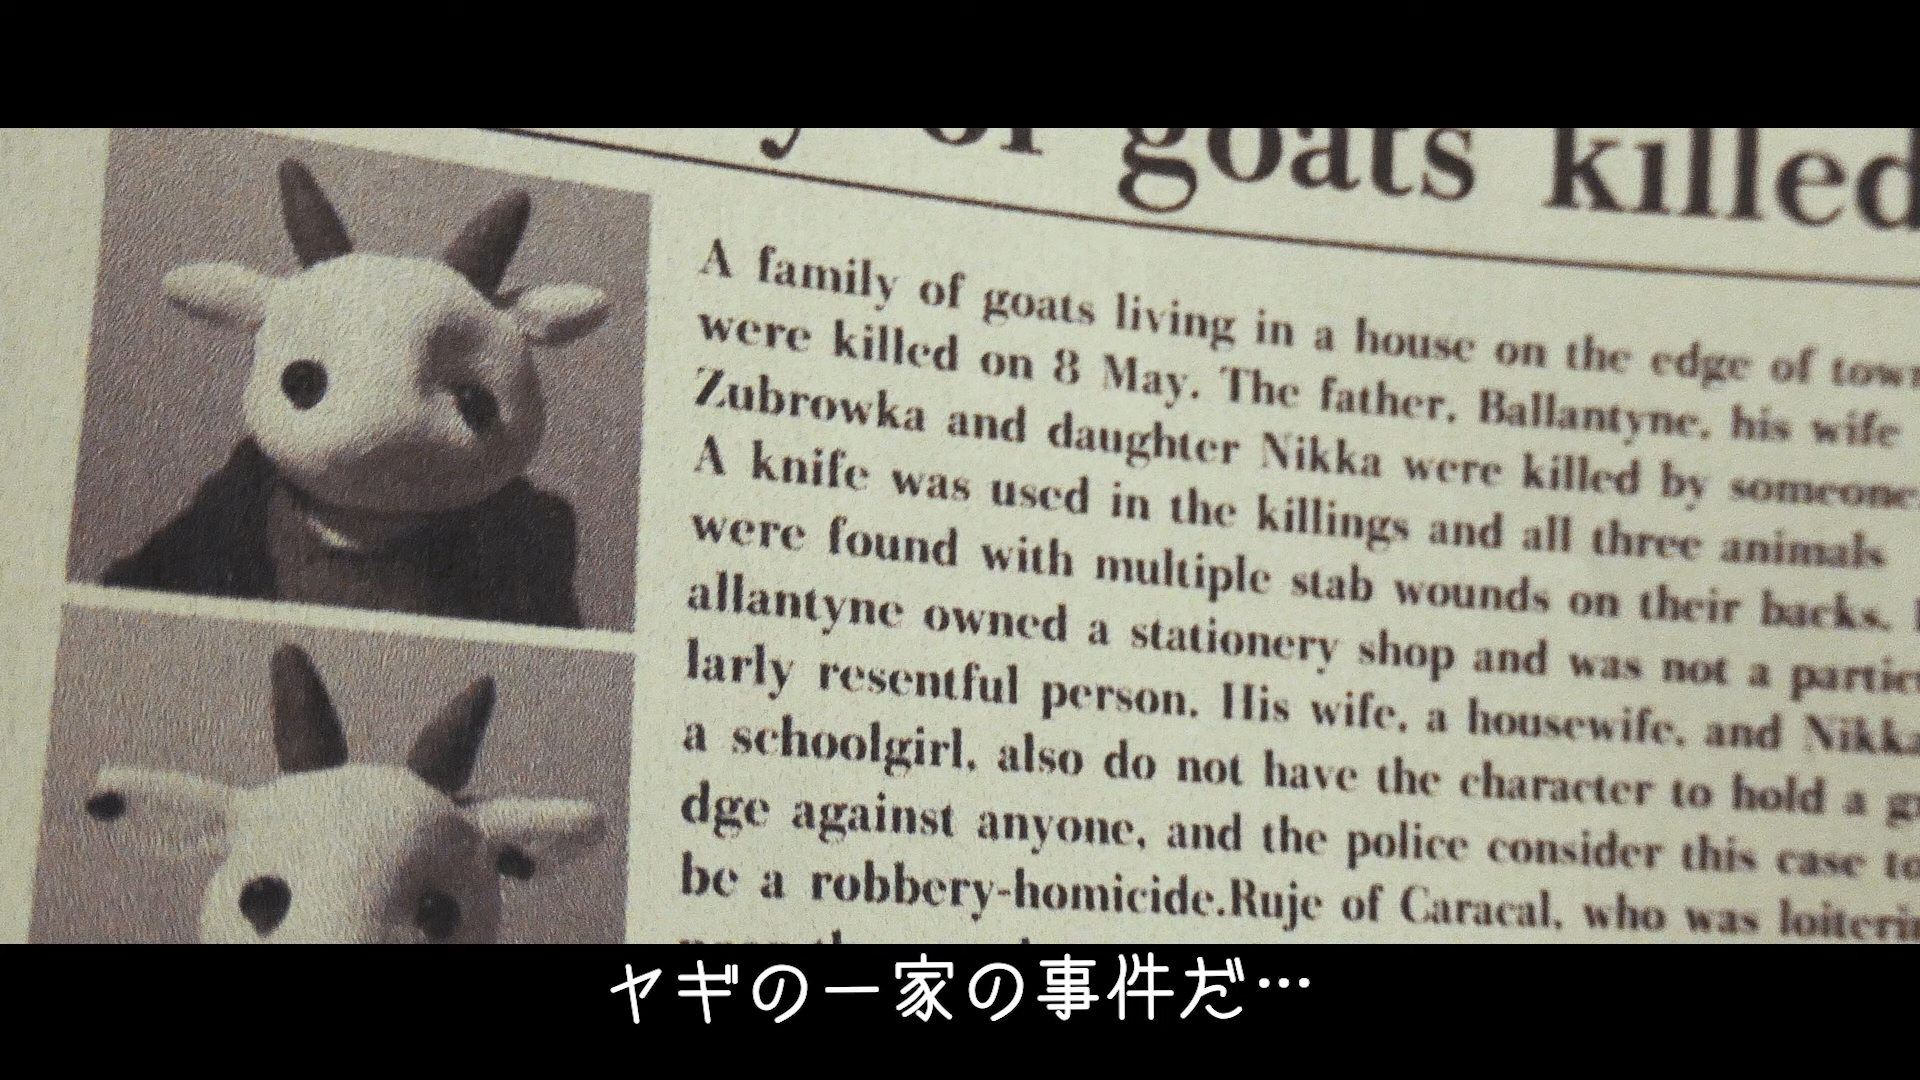 y of goats killed
A family of goats living in a house on the edge of town
were killed on 8 May. The father, Ballantyne, his wife
Zubrowka and daughter Nikka were killed by someone
A knife was used in the killings and all three animals
were found with multiple stab wounds on their backs.
allantyne owned a stationery shop and was not a particu
larly resentful person. His wife, a housewife, and Nikka
a schoolgirl, also do not have the character to hold a gr
dge against anyone, and the police consider this case to
be a robbery-homicide.Ruje of Caracal, who was loiterin
ヤギの一家の事件だ…